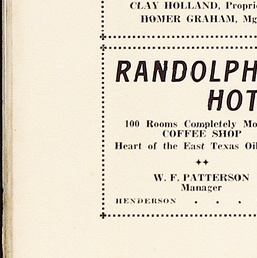 CLAY HOLLAND, Propri
HOMER GRAHAM, Mg
RANDOLPH
HOT
100 Rooms Completely Mo
COFFEE SHOP
Heart of the East Texas Oil
W. F. PATTERSON
Manager
HENDERSON . . .